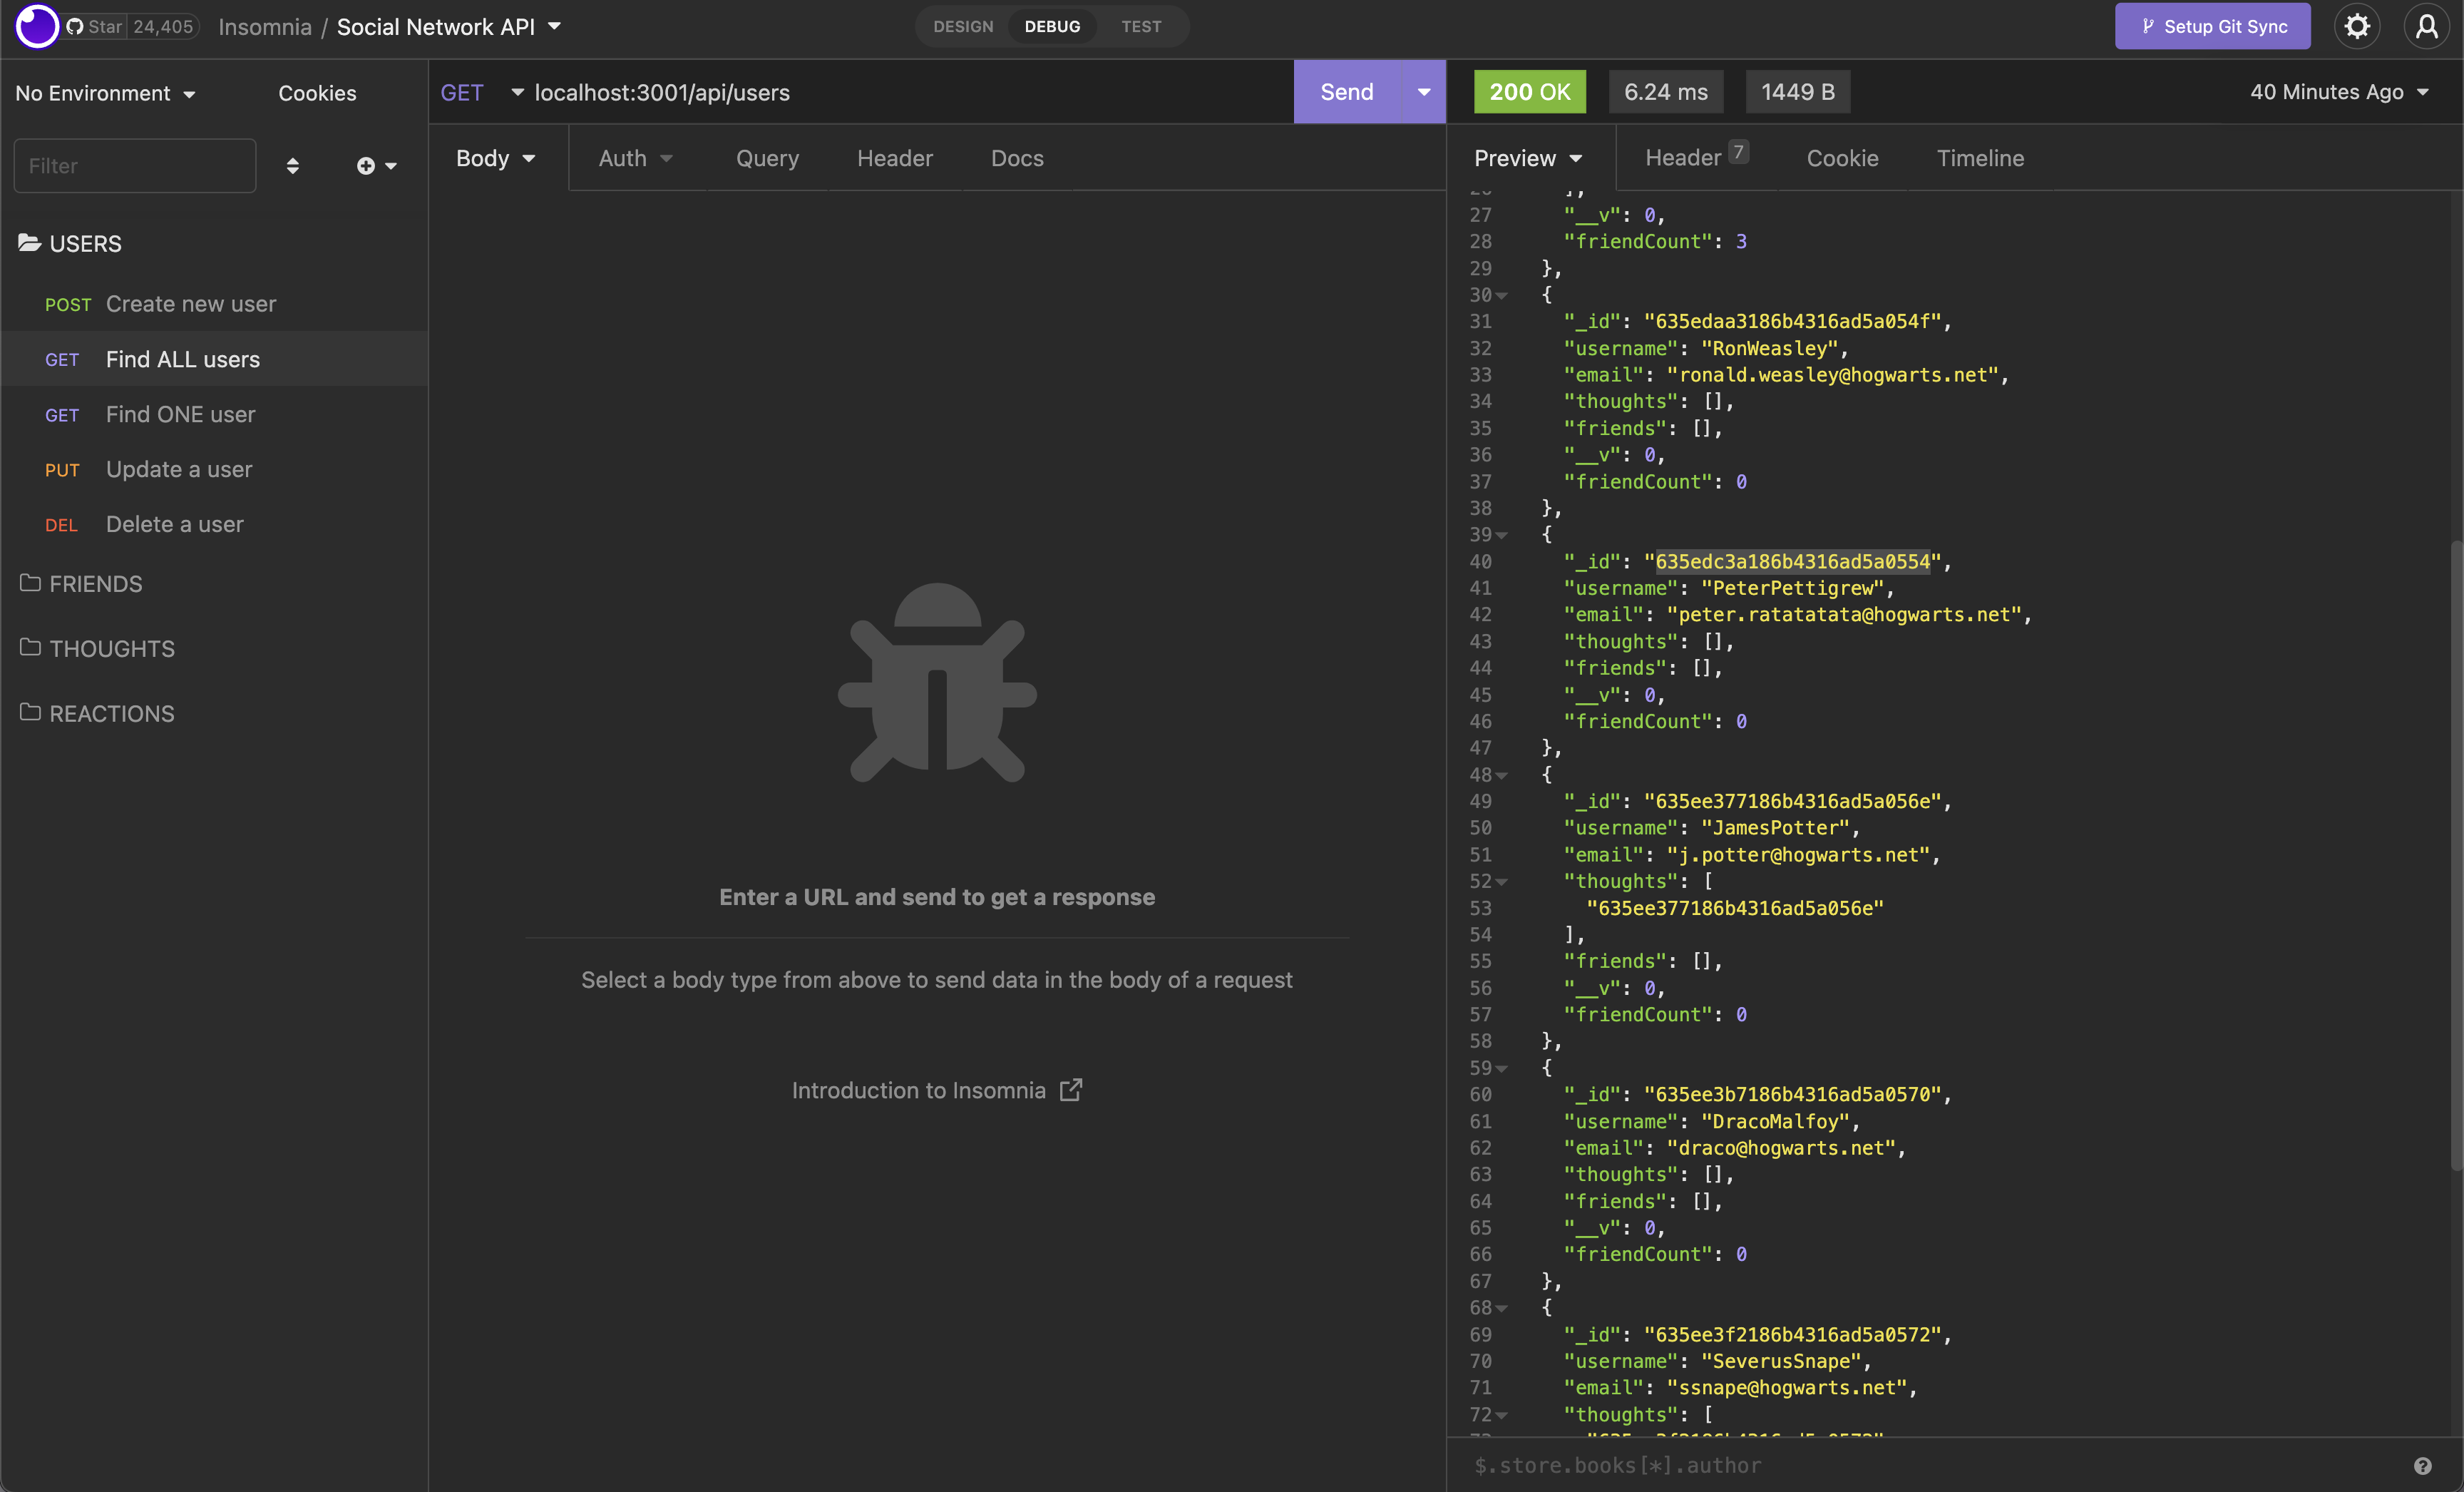 Star 24,405 Insomnia / Social Network API
DESIGN DEBUG TEST
Setup Git Sync
No Environment
Cookies
Filter
USERS
POST Create new user
GET Find ALL users
GET Find ONE user
PUT Update a user
DEL Delete a user
FRIENDS
THOUGHTS
REACTIONS
GET localhost:3001/api/users
Send
Body Auth Query Header Docs
Enter a URL and send to get a response
Select a body type from above to send data in the body of a request
Introduction to Insomnia
200 OK 6.24 ms 1449 B 40 Minutes Ago
Preview Header 7 Cookie Timeline
],
27 "__v": 0,
28 "friendCount": 3
29 },
30 {
31 "_id": "635edaa3186b4316ad5a054f",
32 "username": "RonWeasley",
33 "email": "ronald.weasley@hogwarts.net",
34 "thoughts": [],
35 "friends": [],
36 "__v": 0,
37 "friendCount": 0
38 },
39 {
40 "_id": "635edc3a186b4316ad5a0554",
41 "username": "PeterPettigrew",
42 "email": "peter.ratatatata@hogwarts.net",
43 "thoughts": [],
44 "friends": [],
45 "__v": 0,
46 "friendCount": 0
47 },
48 {
49 "_id": "635ee377186b4316ad5a056e",
50 "username": "JamesPotter",
51 "email": "j.potter@hogwarts.net",
52 "thoughts": [
53 "635ee377186b4316ad5a056e"
54 ],
55 "friends": [],
56 "__v": 0,
57 "friendCount": 0
58 },
59 {
60 "_id": "635ee3b7186b4316ad5a0570",
61 "username": "DracoMalfoy",
62 "email": "draco@hogwarts.net",
63 "thoughts": [],
64 "friends": [],
65 "__v": 0,
66 "friendCount": 0
67 },
68 {
69 "_id": "635ee3f2186b4316ad5a0572",
70 "username": "SeverusSnape",
71 "email": "ssnape@hogwarts.net",
72 "thoughts": [
$.store.books[*].author